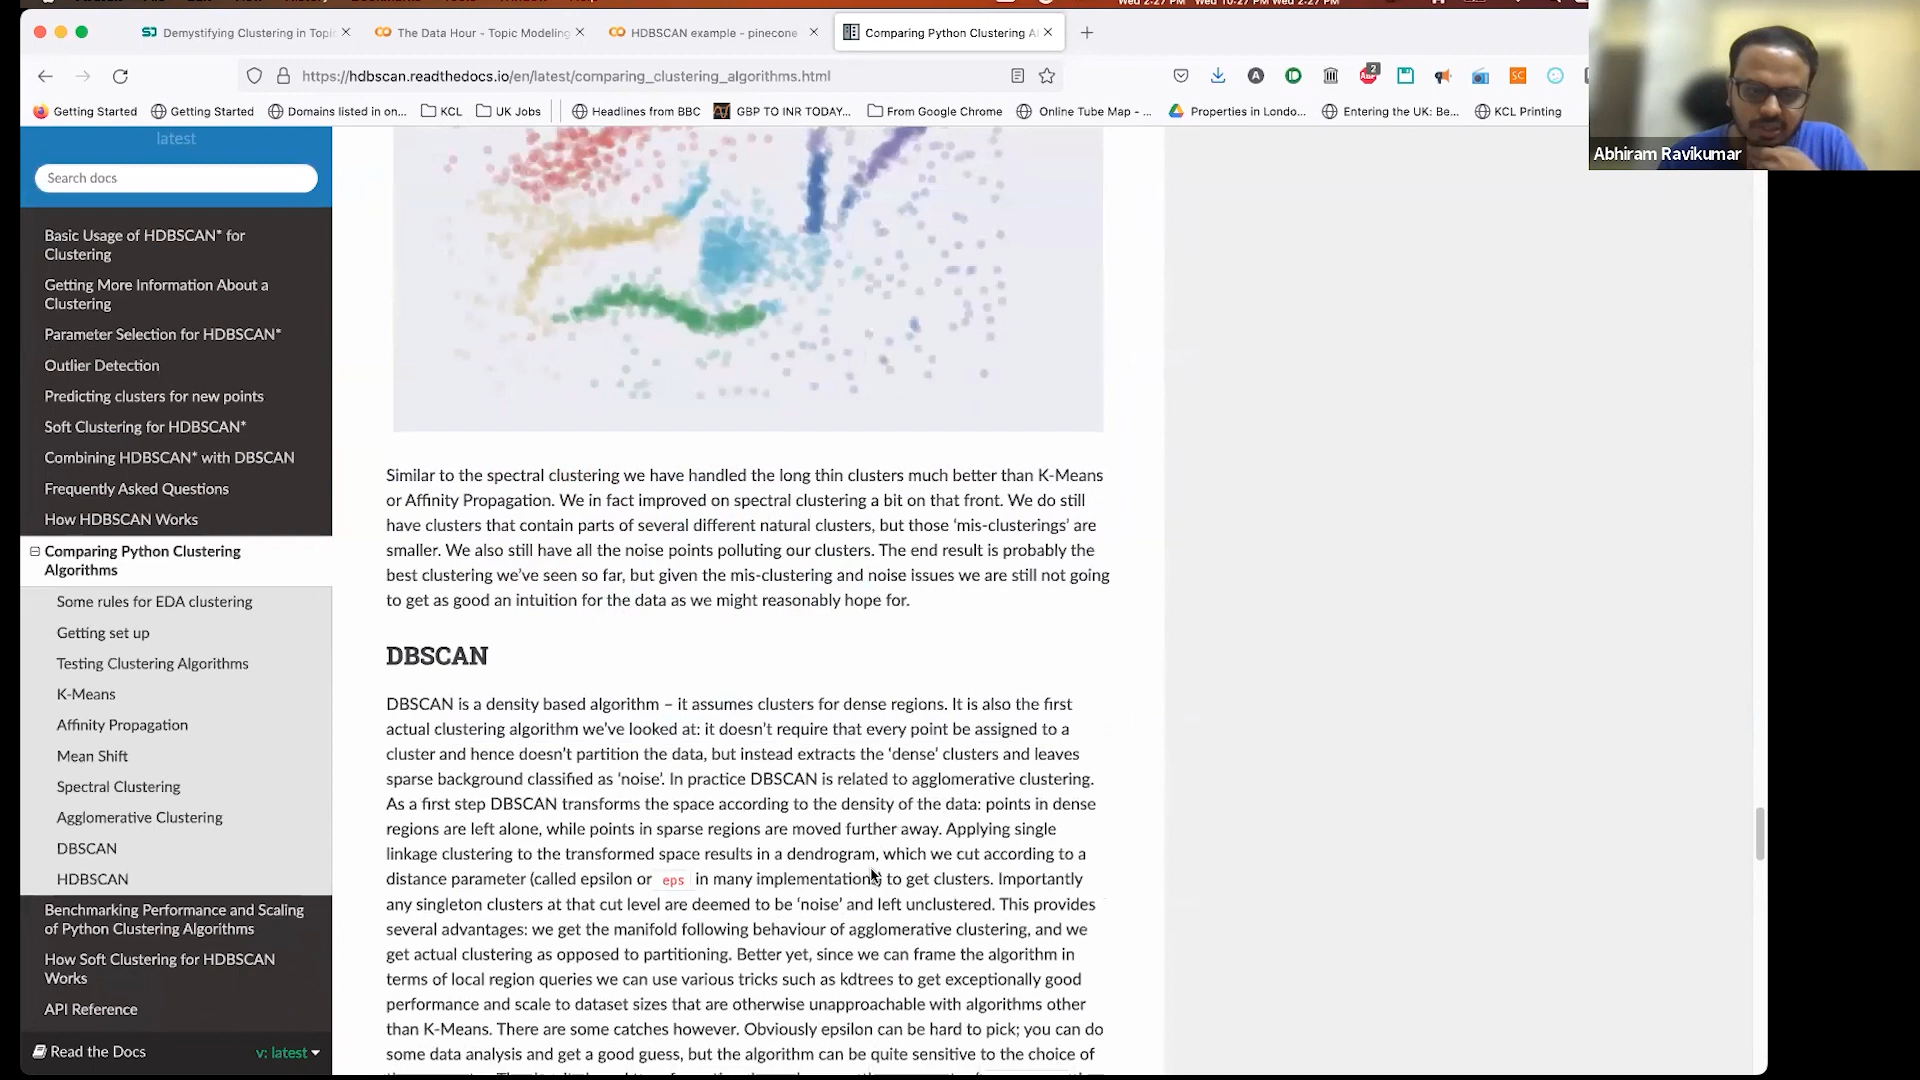 Demystifying Clustering in Topi
The Data Hour - Topic Modeling
HDBSCAN example - pinecone
Comparing Python Clustering A
https://hdbscan.readthedocs.io/en/latest/comparing_clustering_algorithms.html
2
SC
Getting Started
Getting Started
Domains listed in on...
KCL
UK Jobs
Headlines from BBC
GBP TO INR TODAY...
From Google Chrome
Online Tube Map - ...
Properties in London...
Entering the UK: Be...
KCL Printing
Abhiram Ravikumar
latest
Search docs
Basic Usage of HDBSCAN* for
Clustering
Getting More Information About a
Clustering
Parameter Selection for HDBSCAN*
Outlier Detection
Predicting clusters for new points
Soft Clustering for HDBSCAN*
Combining HDBSCAN* with DBSCAN
Frequently Asked Questions
How HDBSCAN Works
Comparing Python Clustering
Algorithms
Some rules for EDA clustering
Getting set up
Testing Clustering Algorithms
K-Means
Affinity Propagation
Mean Shift
Spectral Clustering
Agglomerative Clustering
DBSCAN
HDBSCAN
Benchmarking Performance and Scaling
of Python Clustering Algorithms
How Soft Clustering for HDBSCAN
Works
API Reference
Read the Docs
v: latest
Similar to the spectral clustering we have handled the long thin clusters much better than K-Means
or Affinity Propagation. We in fact improved on spectral clustering a bit on that front. We do still
have clusters that contain parts of several different natural clusters, but those ‘mis-clusterings’ are
smaller. We also still have all the noise points polluting our clusters. The end result is probably the
best clustering we’ve seen so far, but given the mis-clustering and noise issues we are still not going
to get as good an intuition for the data as we might reasonably hope for.
DBSCAN
DBSCAN is a density based algorithm – it assumes clusters for dense regions. It is also the first
actual clustering algorithm we’ve looked at: it doesn’t require that every point be assigned to a
cluster and hence doesn’t partition the data, but instead extracts the ‘dense’ clusters and leaves
sparse background classified as ‘noise’. In practice DBSCAN is related to agglomerative clustering.
As a first step DBSCAN transforms the space according to the density of the data: points in dense
regions are left alone, while points in sparse regions are moved further away. Applying single
linkage clustering to the transformed space results in a dendrogram, which we cut according to a
distance parameter (called epsilon or eps in many implementations) to get clusters. Importantly
any singleton clusters at that cut level are deemed to be ‘noise’ and left unclustered. This provides
several advantages: we get the manifold following behaviour of agglomerative clustering, and we
get actual clustering as opposed to partitioning. Better yet, since we can frame the algorithm in
terms of local region queries we can use various tricks such as kdtrees to get exceptionally good
performance and scale to dataset sizes that are otherwise unapproachable with algorithms other
than K-Means. There are some catches however. Obviously epsilon can be hard to pick; you can do
some data analysis and get a good guess, but the algorithm can be quite sensitive to the choice of